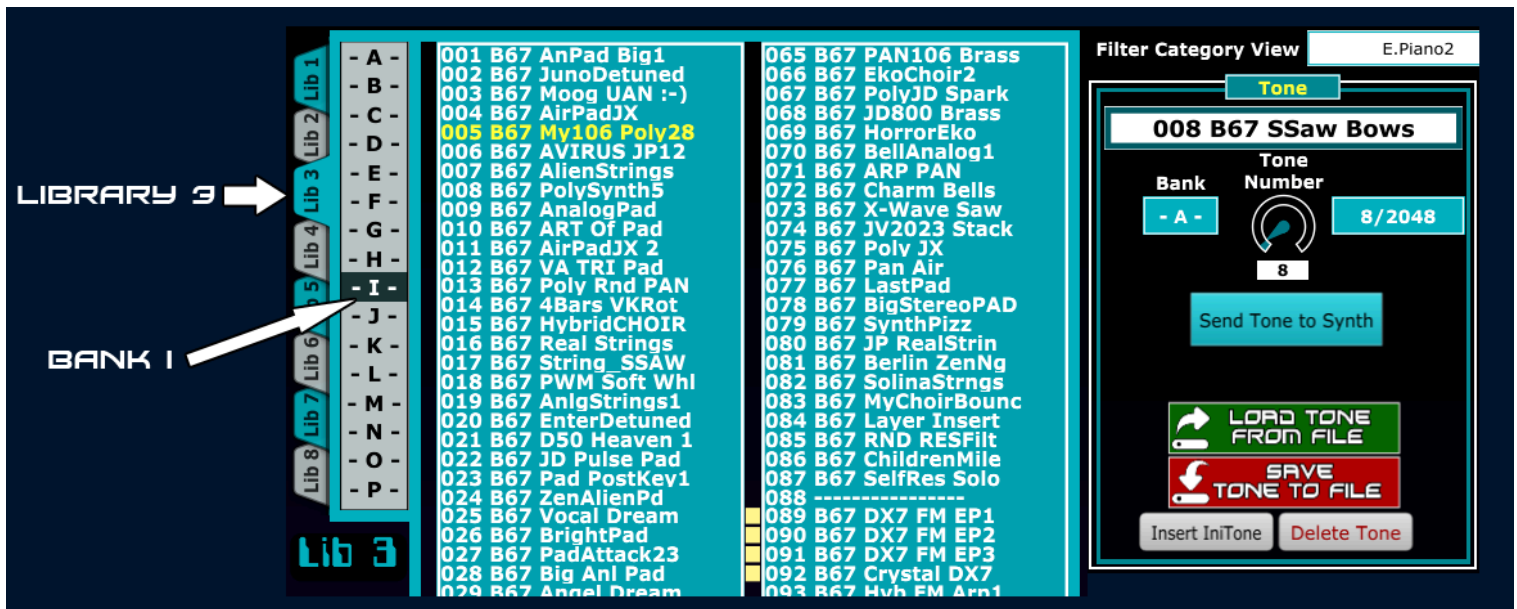 LIBRARY 3
BANK I
Lib 1
Lib 2
Lib 3
Lib 4
Lib 6
Lib 7
Lib 8
Lib 3
- A -
- B -
- C -
- D -
- E -
- F -
- G -
- H -
- I -
- J -
- K -
- L -
- M -
- N -
- O -
- P -
001 B67 AnPad Big1
002 B67 JunoDetuned
003 B67 Moog UAN :-)
004 B67 AirPadJX
005 B67 My106 Poly28
006 B67 AVIRUS JP12
007 B67 AlienStrings
008 B67 PolySynth5
009 B67 AnalogPad
010 B67 ART Of Pad
011 B67 AirPadJX 2
012 B67 VA TRI Pad
013 B67 Poly Rnd PAN
014 B67 4Bars VKRot
015 B67 HybridCHOIR
016 B67 Real Strings
017 B67 String_SSAW
018 B67 PWM Soft Whl
019 B67 AnlgStrings1
020 B67 EnterDetuned
021 B67 D50 Heaven 1
022 B67 JD Pulse Pad
023 B67 Pad PostKey1
024 B67 ZenAlienPd
025 B67 Vocal Dream
026 B67 BrightPad
027 B67 PadAttack23
028 B67 Big Anl Pad
029 B67 Angel Dream
065 B67 PAN106 Brass
066 B67 EkoChoir2
067 B67 PolyJD Spark
068 B67 JD800 Brass
069 B67 HorrorEko
070 B67 BellAnalog1
071 B67 ARP PAN
072 B67 Charm Bells
073 B67 X-Wave Saw
074 B67 JV2023 Stack
075 B67 Poly JX
076 B67 Pan Air
077 B67 LastPad
078 B67 BigStereoPAD
079 B67 SynthPizz
080 B67 JP RealStrin
081 B67 Berlin ZenNg
082 B67 SolinaStrngs
083 B67 MyChoirBounc
084 B67 Layer Insert
085 B67 RND RESFilt
086 B67 ChildrenMile
087 B67 SelfRes Solo
088 ----------------
089 B67 DX7 FM EP1
090 B67 DX7 FM EP2
091 B67 DX7 FM EP3
092 B67 Crystal DX7
093 B67 Hyb FM Arp1
Filter Category View E.Piano2
Tone
008 B67 SSaw Bows
Tone
Bank Number
- A - 8/2048
8
Send Tone to Synth
LOAD TONE
FROM FILE
SAVE
TONE TO FILE
Insert IniTone Delete Tone